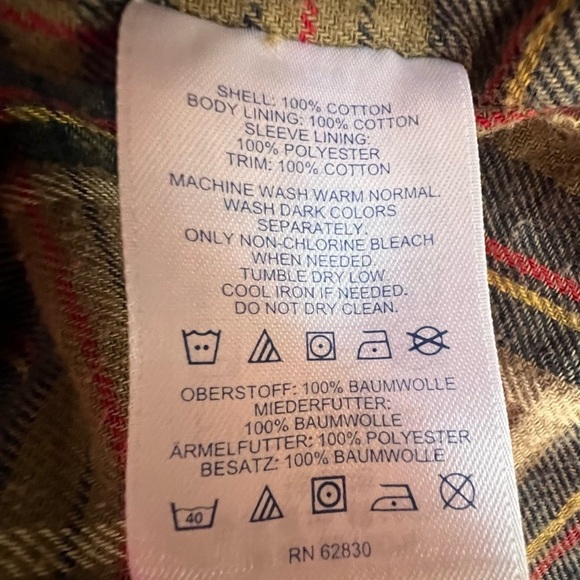 SHELL: 100% COTTON
BODY LINING: 100% COTTON
SLEEVE LINING:
100% POLYESTER
TRIM: 100% COTTON
MACHINE WASH WARM NORMAL.
WASH DARK COLORS
SEPARATELY.
ONLY NON-CHLORINE BLEACH
WHEN NEEDED.
TUMBLE DRY LOW.
COOL IRON IF NEEDED.
DO NOT DRY CLEAN.
OBERSTOFF: 100% BAUMWOLLE
MIEDERFUTTER:
100% BAUMWOLLE
ÄRMELFUTTER: 100% POLYESTER
BESATZ: 100% BAUMWOLLE
40
RN 62830